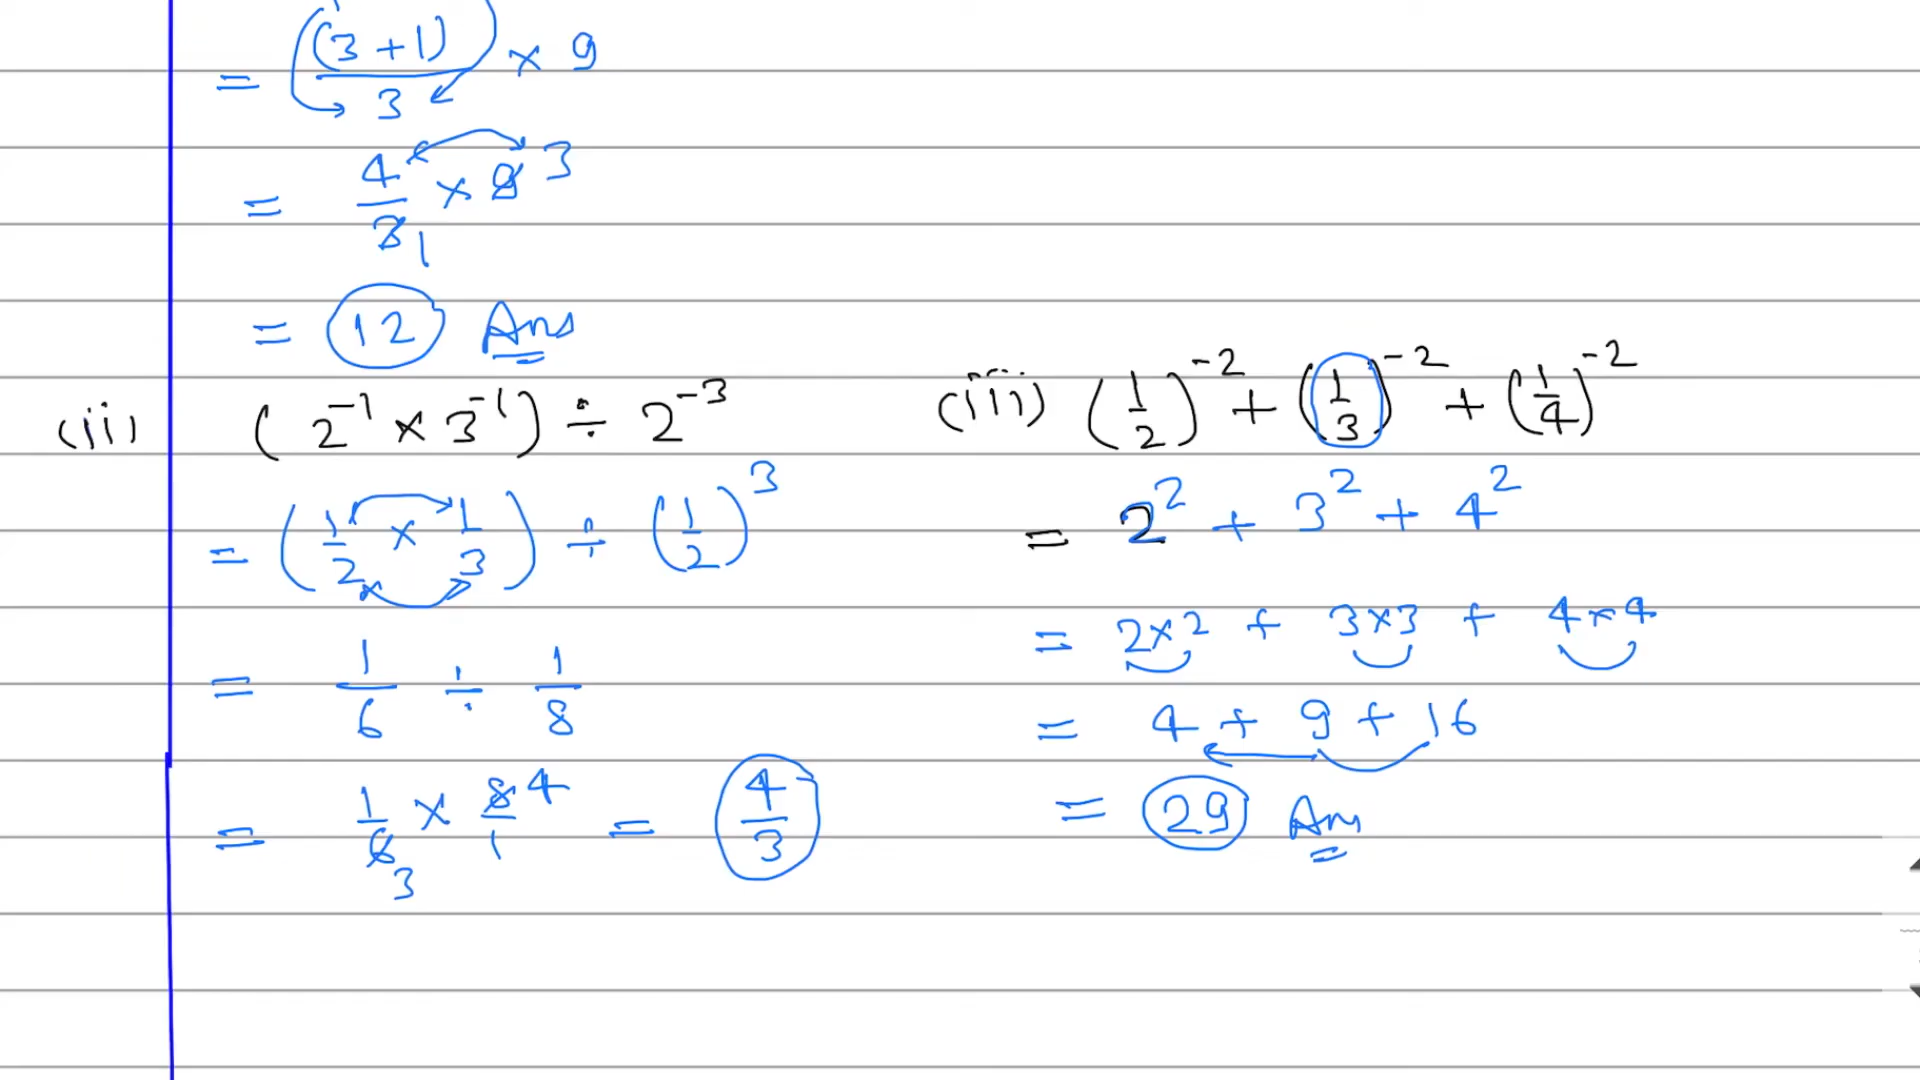 = (3+1)/3 × 9
= 4/3 1 × 9 3
= 12 Ans
(ii) (2⁻¹ × 3⁻¹) ÷ 2⁻³
= (1/2 × 1/3) ÷ (1/2)³
= 1/6 ÷ 1/8
= 1/6 3 × 8 4/1 = 4/3
(iii) (1/2)⁻² + (1/3)⁻² + (1/4)⁻²
= 2² + 3² + 4²
= 2×2 + 3×3 + 4×4
= 4 + 9 + 16
= 29 Ans